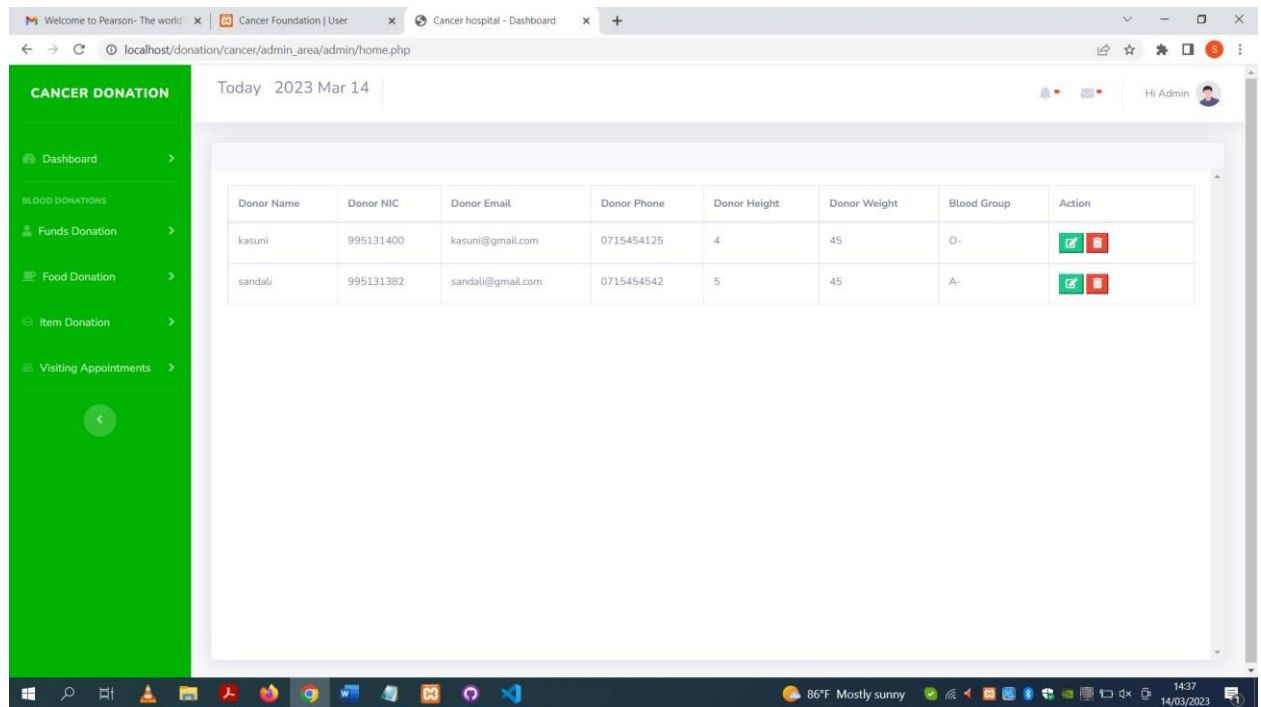 Welcome to Pearson- The world'
Cancer Foundation | User
Cancer hospital - Dashboard
localhost/donation/cancer/admin_area/admin/home.php
S
CANCER DONATION
Today 2023 Mar 14
Hi Admin
Dashboard
BLOOD DONATIONS
Funds Donation
Food Donation
Item Donation
Visiting Appointments
Donor Name Donor NIC Donor Email Donor Phone Donor Height Donor Weight Blood Group Action
kasuni 995131400 kasuni@gmail.com 0715454125 4 45 O-
sandali 995131382 sandali@gmail.com 0715454542 5 45 A-
86°F Mostly sunny
14:37
14/03/2023
1